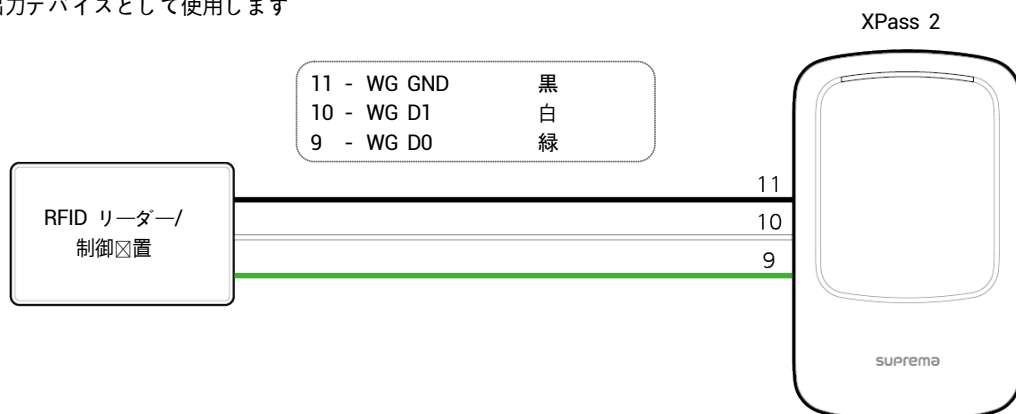 出力デバイスとして使用します
XPass 2
11 - WG GND 黒
10 - WG D1 白
9 - WG D0 緑
11
10
9
RFID リーダー/
制御☒置
suprema